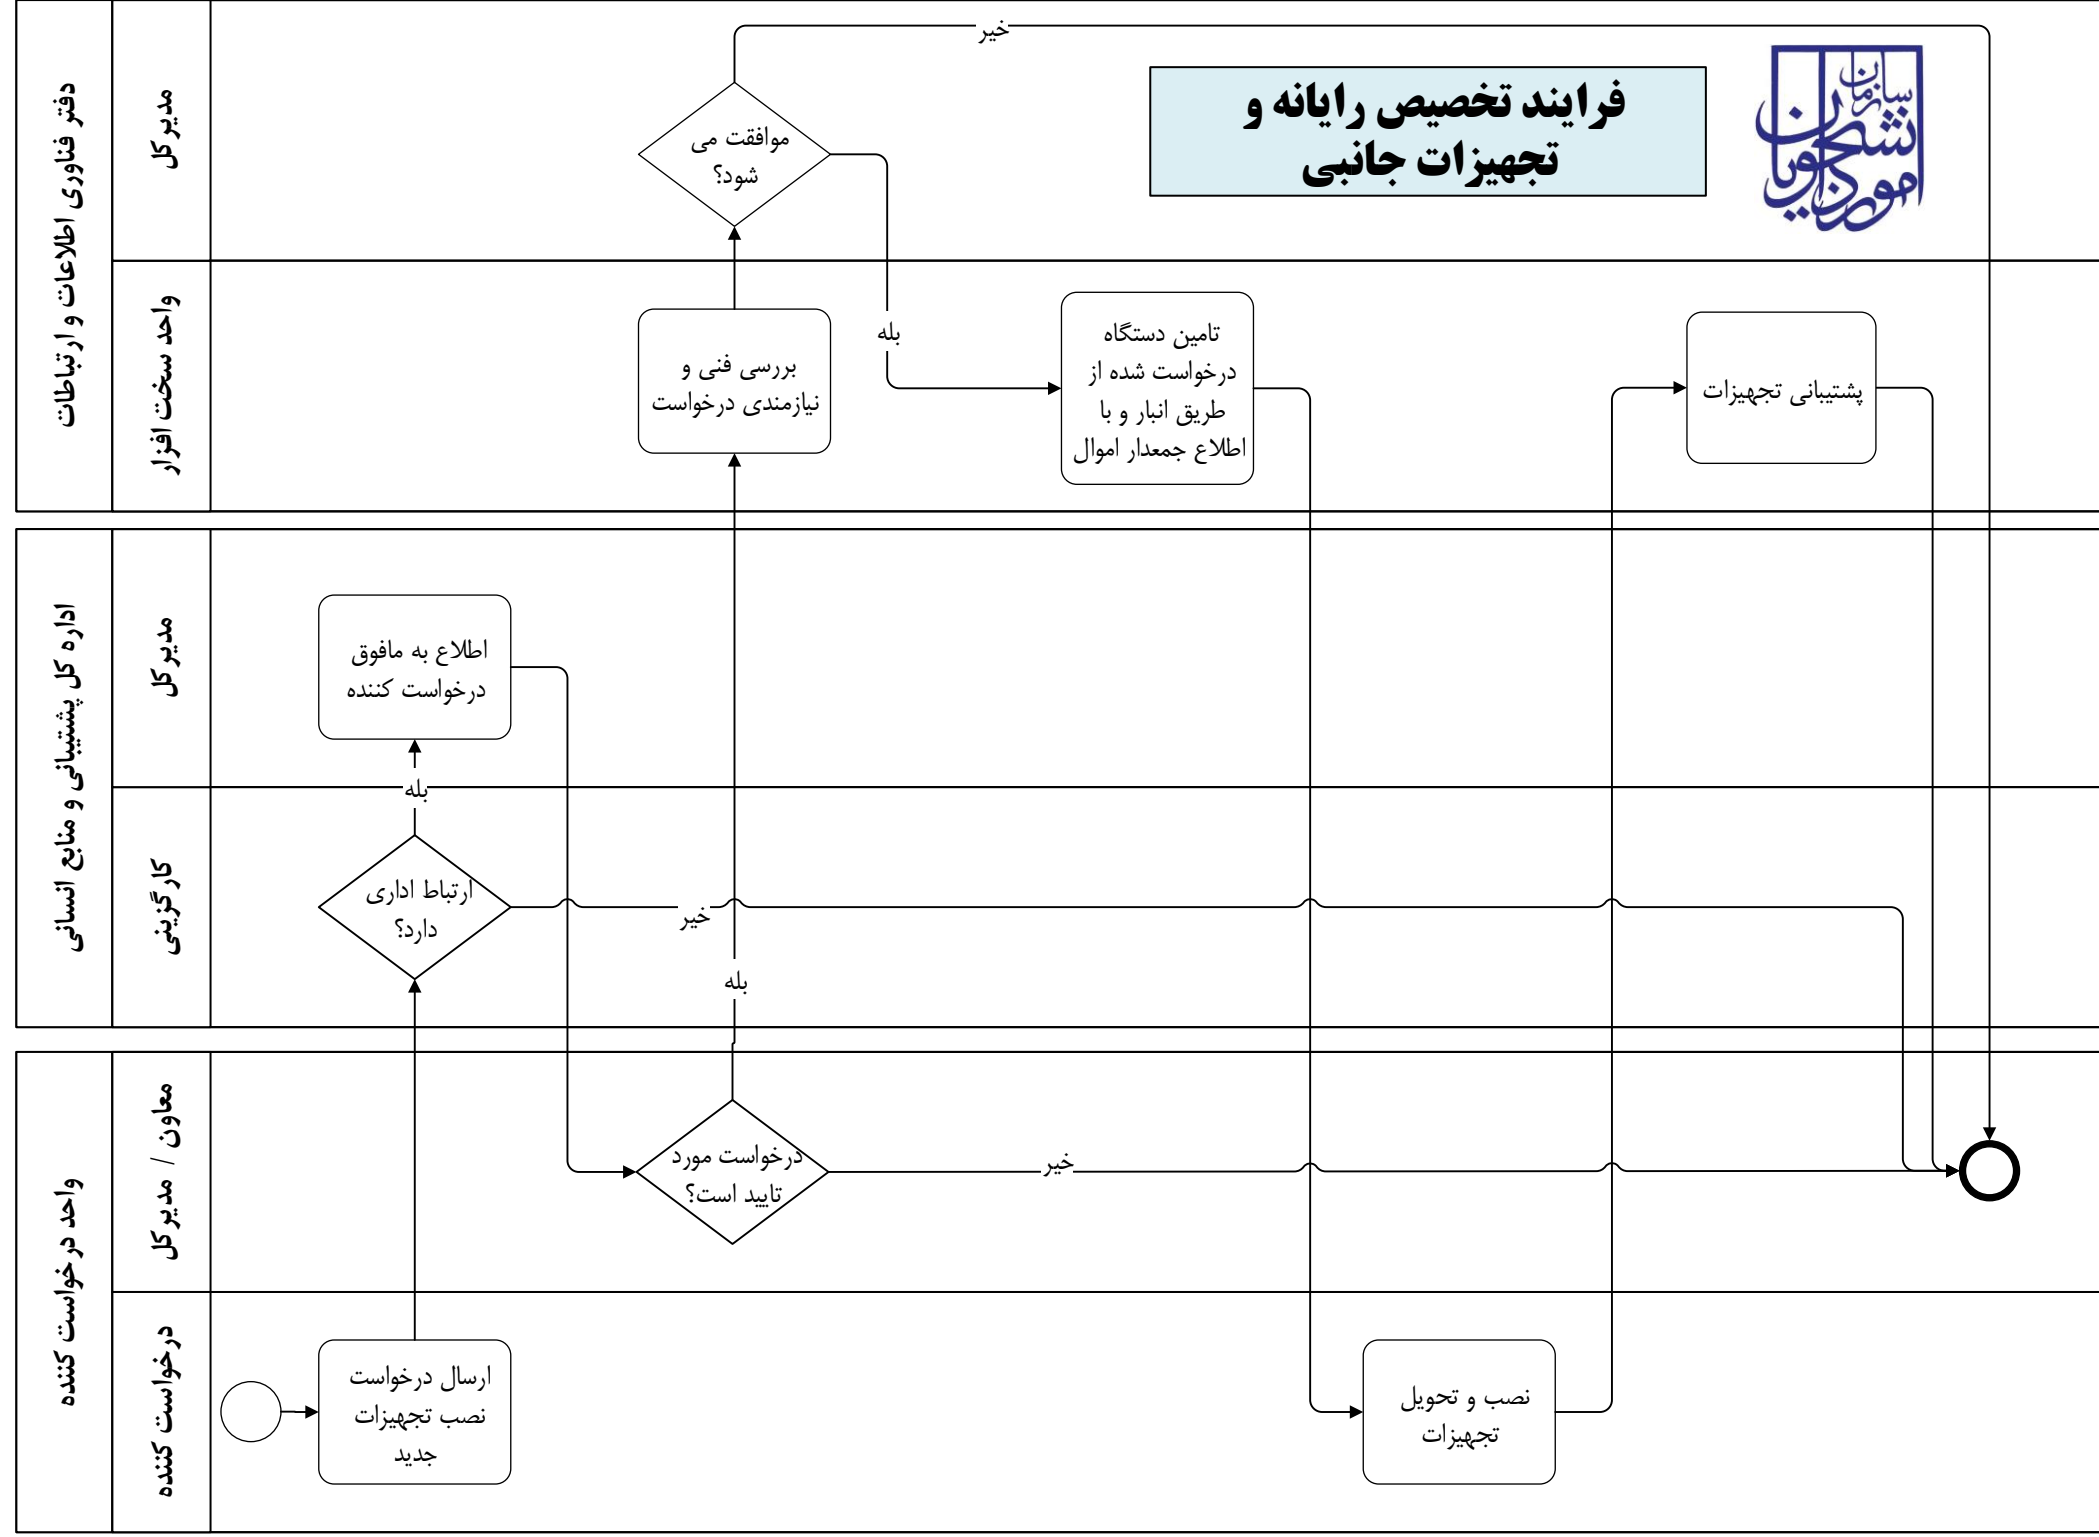 خیر
فرایند تخصیص رایانه و
تجهیزات جانبی
سازمان
امور دانشجویان
دفتر فناوری اطلاعات و ارتباطات
مدیر کل
موافقت می
شود؟
واحد سخت افزار
بررسی فنی و
نیازمندی درخواست
بله
تامین دستگاه
درخواست شده از
طریق انبار و با
اطلاع جمعدار اموال
پشتیبانی تجهیزات
اداره کل پشتیبانی و منابع انسانی
مدیر کل
اطلاع به مافوق
درخواست کننده
بله
کارگزینی
ارتباط اداری
دارد؟
خیر
بله
واحد درخواست کننده
معاون / مدیر کل
درخواست مورد
تایید است؟
خیر
درخواست کننده
ارسال درخواست
نصب تجهیزات
جدید
نصب و تحویل
تجهیزات